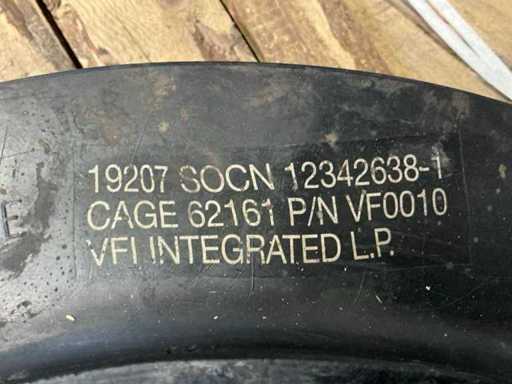 19207 SOCN 12342638-1
CAGE 62161 P/N VF0010
VFI INTEGRATED L.P.
E